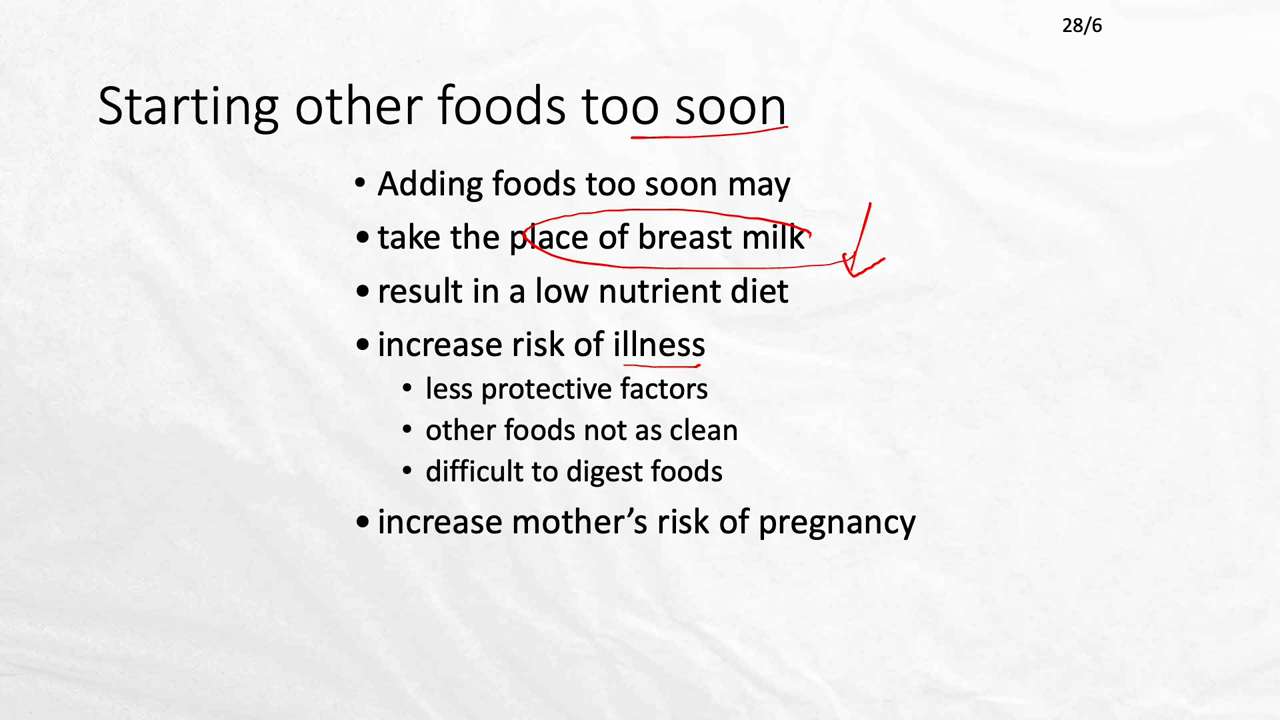 28/6
Starting other foods too soon
• Adding foods too soon may
• take the place of breast milk
• result in a low nutrient diet
• increase risk of illness
• less protective factors
• other foods not as clean
• difficult to digest foods
• increase mother’s risk of pregnancy